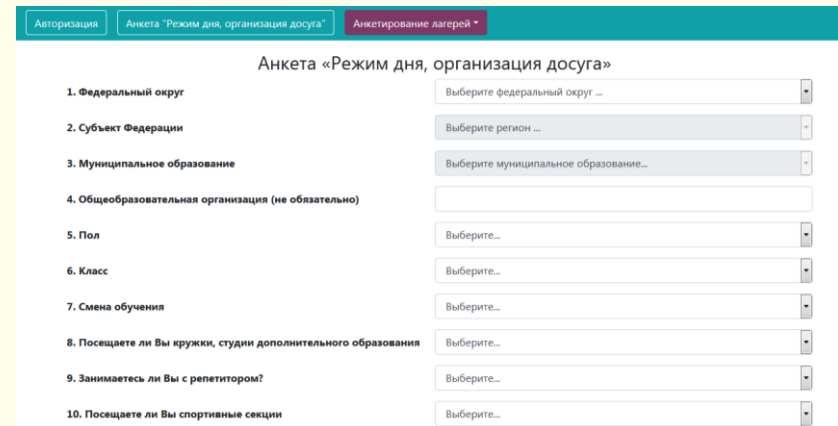 Авторизация Анкета "Режим дня, организация досуга" Анкетирование лагерей
Анкета «Режим дня, организация досуга»
1. Федеральный округ Выберите федеральный округ ...
2. Субъект Федерации Выберите регион ...
3. Муниципальное образование Выберите муниципальное образование...
4. Общеобразовательная организация (не обязательно)
5. Пол Выберите...
6. Класс Выберите...
7. Смена обучения Выберите...
8. Посещаете ли Вы кружки, студии дополнительного образования Выберите...
9. Занимаетесь ли Вы с репетитором? Выберите...
10. Посещаете ли Вы спортивные секции Выберите...